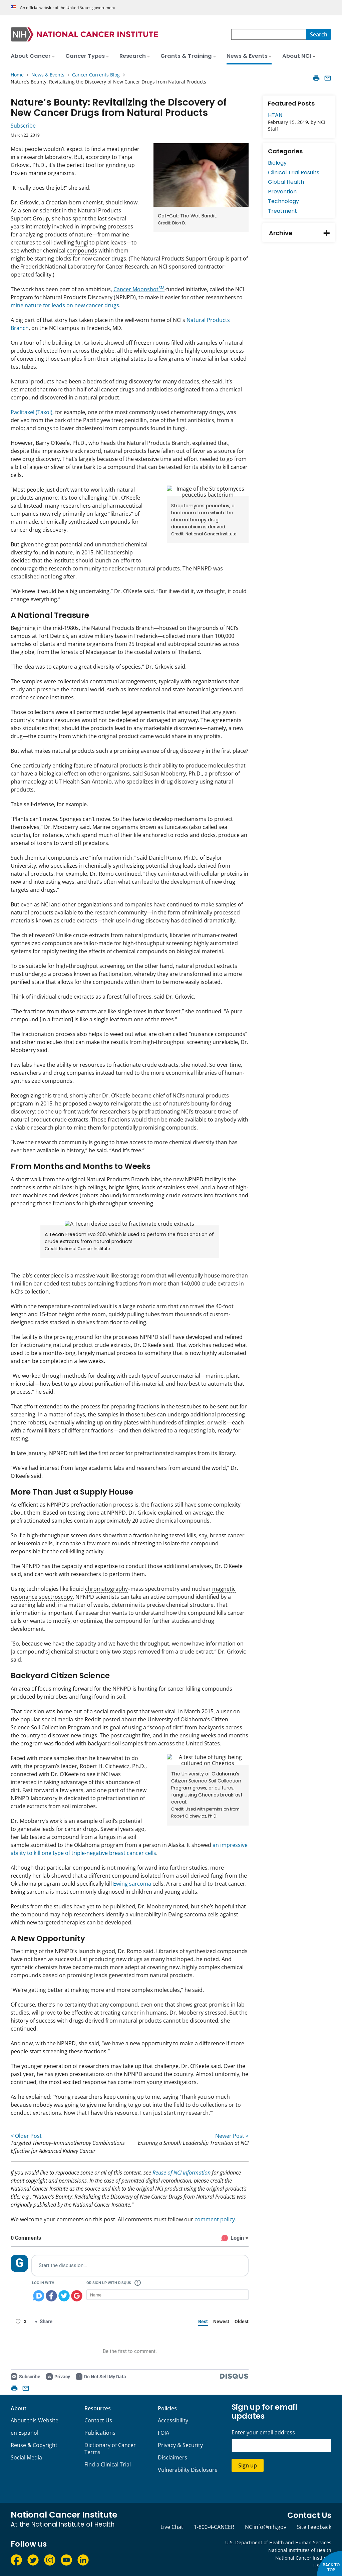 An official website of the United States government
NIH NATIONAL CANCER INSTITUTE
Search
About Cancer Cancer Types Research Grants & Training News & Events About NCI
Home News & Events Cancer Currents Blog
Nature's Bounty: Revitalizing the Discovery of New Cancer Drugs from Natural Products
Nature's Bounty: Revitalizing the Discovery of
New Cancer Drugs from Natural Products
Subscribe
March 22, 2019
Most people wouldn't expect to find a sweet grinder in
a research laboratory. But, according to Tanja
Grkovic, Ph.D., it's the perfect tool for grinding up
frozen marine organisms.
"It really does the job!" she said.
Dr. Grkovic, a Croatian-born chemist, should know. As
a senior scientist at NCI's Natural Products
Support Group, she has spent the last several years
intimately involved in turning all manner of living
things—from slimy and squishy marine creatures to
soil-dwelling fungi to plant leaves—to see whether chemical compounds within them
might be starting blocks for new cancer drugs. (The Natural Products Support Group is part of
the Frederick National Laboratory for Cancer Research, an NCI-sponsored contractor-
operated facility.)
Cat-Cat: The Wet Bandit.
Credit: Dion D.
The work has been part of an ambitious, Cancer Moonshot℠-funded initiative, called the NCI
Program for Natural Products Discovery (NPNPD), to make it easier for researchers to
mine nature for leads on new cancer drugs.
A big part of that story has taken place in the well-worn home of NCI's Natural Products
Branch, on the NCI campus in Frederick, MD.
On a tour of the building, Dr. Grkovic showed off freezer rooms filled with samples of natural
products collected from across the globe, organic material extracted from those products
arranged in a single file on small plates, and complex robotic systems used to extract and test
them.
Natural products have been a bedrock of drug discovery for many decades, she said. It's
estimated that more than half of all cancer drugs are derived from or modeled on a
compound discovered in a natural product.
Paclitaxel (Taxol), for example, one of the most commonly used chemotherapy drugs, was
derived from the bark of the Pacific yew tree; penicillin, one of the first antibiotics, from a
mold; and many lower of cholesterol from compounds found in fungi.
However, Barry O'Keefe, Ph.D., who heads the Natural Products Branch, explained that,
despite this impressive track record, natural products have fallen out of favor as a source for
new drugs. They're slowly largely because of the extensive time and effort needed to go from
a bit of algae or sliver of tree bark to a compound that can be tested for its ability to kill cancer
cells.
"Most people just don't want to work with natural
products anymore; it's too challenging," Dr. O'Keefe
said. Instead, many researchers and pharmaceutical
companies now rely primarily on large "libraries" of
man-made, chemically synthesized compounds for
cancer drug discovery.
Image of the Streptomyces
peucetius bacterium
Streptomyces peucetius, a
bacterium from which the
chemotherapy drug
daunorubicin is derived.
Credit: National Cancer Institute
But given the great potential and unmatched chemical
diversity of natural products, in 2015, NCI leadership
decided that the institute should launch an effort to
encourage the cancer research community to rediscover natural products. The NPNPD was
established not long after.
"We knew it would be a big undertaking," Dr. O'Keefe said. "But if we did it, we thought, it could
change everything."
A National Treasure
Beginning in the mid-1980s, the Natural Products Branch—housed on the grounds of NCI's
campus at Fort Detrick, an active military base in Frederick—collected more than 100,000
samples of plants and marine organisms from 25 tropical and subtropical countries across
the globe, from the forests of Madagascar to the coastal waters of Thailand.
"The idea was to capture a great diversity of species," Dr. Grkovic said.
The samples were collected via contractual arrangements, typically with organizations that
study and preserve the natural world, such as international and national botanical gardens and
marine science institutes.
Those collections were all performed under legal agreements that ensured that any given
country's natural resources would not be damaged in any way. The agreements also
stipulate that, should any of the products lead to any marketable discoveries—namely, a
drug—the country from which the original product came would share in any profits.
But what makes natural products such a promising avenue of drug discovery in the first place?
One particularly enticing feature of natural products is their ability to produce molecules that
can have a biological effect on other organisms, said Susan Mooberry, Ph.D., a professor of
pharmacology at UT Health San Antonio, who specializes in drug discovery from plant
extracts.
Take self-defense, for example.
"Plants can't move. Sponges can't move. So they have to develop mechanisms to protect
themselves," Dr. Mooberry said. Marine organisms known as tunicates (also called sea
squirts), for instance, which spend much of their life anchored to rocks and docks, produce an
array of toxins to ward off predators.
Such chemical compounds are "information rich," said Daniel Romo, Ph.D., of Baylor
University, who specializes in chemically optimizing potential drug leads derived from
natural products. For example, Dr. Romo continued, "they can interact with cellular proteins in
new and interesting ways, and that often leads to the development of new drug
targets and drugs."
But even as NCI and other organizations and companies have continued to make samples of
natural products available to the research community—in the form of widely processed
materials known as crude extracts—their use in drug discovery has declined dramatically.
The chief reason? Unlike crude extracts from natural products, libraries of human-created
synthesized compounds are tailor-made for high-throughput screening: highly automated
systems that allow for rapidly testing the effects of chemical compounds on biological
material.
To be usable for high-throughput screening, on the other hand, natural product extracts
must first undergo a process known as fractionation, whereby they are modified into a more
purified state that allows for the compounds within them to be more easily isolated.
Think of individual crude extracts as a forest full of trees, said Dr. Grkovic.
"The fractions from those extracts are like single trees in that forest," she continued. "A pure
compound [in a fraction] is like a single leaf from one of the trees."
The prefractionation process also helps to weed out what are often called "nuisance compounds"
that interfere with drug screening and make the results from screening unreliable, Dr.
Mooberry said.
Few labs have the ability or resources to fractionate crude extracts, she noted. So over time,
drug discovery researchers and companies turned to the more economical libraries of human-
synthesized compounds.
Recognizing this trend, shortly after Dr. O'Keefe became chief of NCI's natural products
program in 2015, he proposed a way to reinvigorate the use of nature's bounty to develop
cancer drugs: by creating a publicly accessible library of prefractionated NCI's Treasure trove of
natural product crude extracts. Those fractions could then be made available to anybody with
a viable research plan to mine them for potentially promising compounds.
"Now that the research community is going to have access to more chemical diversity than has
ever been possible in human history," he said. "And it's free."
From Months and Months to Weeks
A short walk from the original Natural Products Branch labs, the new NPNPD facility is the
antithesis of the old labs: high ceilings, bright lights, loud, and chock full of a variety of high-
tech machines and devices (robots abound) for transforming crude extracts into fractions and
preparing those fractions for high-throughput screening.
A Tecan device used to fractionate crude extracts
A Tecan Freedom Evo 200, which is used to perform the fractionation of
crude extracts from natural products
Credit: National Cancer Institute
The lab's centerpiece is a massive vault-like storage room that will eventually house more than
1 million bar-coded test tubes containing fractions from more than 140,000 crude extracts in
NCI's collection.
Within the temperature-controlled vault is a large robotic arm that can travel the 40-foot
length and 15-foot height of the room, quickly pulling tubes out of enormous, custom-
designed racks stacked in shelves from floor to ceiling.
The facility is the proving ground for the processes NPNPD staff have developed and refined
for fractionating natural product crude extracts, Dr. O'Keefe said. That work has reduced what
used to be a months-long, largely manual process into something that is now largely automated
and that can be completed in a few weeks.
"We worked through methods for dealing with each type of source material—marine, plant,
microbial—how to best go about purification of this material, and how to best automate that
process," he said.
That effort extended to the process for preparing fractions in the test tubes to be sent out for
screening. In a matter of days, the samples in those tubes can undergo additional processing
(more robots), eventually winding up in tiny plates with hundreds of dimples, or wells—each
with a few milliliters of different fractions—and then delivered to a requesting lab, ready for
testing.
In late January, NPNPD fulfilled the first order for prefractionated samples from its library.
"We've had interest from large academic labs and researchers from around the world," Dr.
O'Keefe said.
More Than Just a Supply House
As efficient as NPNPD's prefractionation process is, the fractions still have some complexity
about them. Based on testing done at NPNPD, Dr. Grkovic explained, on average, the
prefractionated samples contain approximately 20 active chemical compounds.
So if a high-throughput screen does show that a fraction is being tested kills, say, breast cancer
or leukemia cells, it can take a few more rounds of testing to isolate the compound
responsible for the cell-killing activity.
The NPNPD has the capacity and expertise to conduct those additional analyses, Dr. O'Keefe
said, and can work with researchers to perform them.
Using technologies like liquid chromatography–mass spectrometry and nuclear magnetic
resonance spectroscopy, NPNPD scientists can take an active compound identified by a
screening lab and, in a matter of weeks, determine its precise chemical structure. That
information is important if a researcher wants to understand how the compound kills cancer
cells or wants to modify, or optimize, the compound through additional drug
development.
"So, because we have the capacity and we have the throughput, we now have information on
[a compound's] chemical structure only two steps removed from a crude extract," Dr. Grkovic
said.
Backyard Citizen Science
An area of focus moving forward for the NPNPD is hunting for cancer-killing compounds
produced by microbes and fungi found in soil.
That decision was borne out of a social media post that went viral. In March 2015, a user on
the popular social media site Reddit posted a link to the University of Oklahoma's Citizen
Science Soil Collection Program and its goal of using a "scoop of dirt" from backyards across
the country to discover new drugs. The post caught fire, and in the ensuing weeks and months
the program was flooded with backyard soil samples from across the United States.
Faced with more samples than he knew what to do
with, the program's leader, Robert H. Cichewicz, Ph.D.,
connected with Dr. O'Keefe to see if NCI was
interested in taking advantage of the abundance of
samples. Fast forward a few years, and part of the new
NPNPD laboratory is dedicated to fractionation of
crude extracts from soil microbes.
A test tube of fungi being
cultured on Cheerios
The University of Oklahoma's
Citizen Science Soil Collection
Program grows, or cultures,
fungi using Cheerios breakfast
cereal.
Credit: Used with permission from
Robert Cichewicz, Ph.D
Dr. Mooberry's work is an example of soil's potential
to generate leads for cancer drugs. Several years ago,
her lab tested a compound from a fungus in a soil
sample submitted to the Oklahoma program from a person in Alaska. It showed an impressive
ability to kill one type of triple-negative breast cancer cells.
Although this particular compound is not moving forward into further studies, more
recently her lab showed that eight different compounds isolated from a soil-dwelling fungi from
the Oklahoma program could specifically kill Ewing sarcoma cells, a rare and hard-to-treat cancer,
Ewing sarcoma is diagnosed in children and young adults.
Results from the studies have yet to be published, Dr. Mooberry noted, but she's hopeful that
the compound may help researchers identify vulnerabilities in Ewing sarcoma cells against
which new targeted therapies can be developed.
A New Opportunity
The timing of the NPNPD's launch is good, Dr. Romo said. Libraries of synthesized compounds
have not been as successful at producing new drugs as many had hoped, he noted. And
synthetic chemists have become much more adept at creating new, highly complex chemical
compounds based on promising leads generated from natural products.
"We're getting better at making more and more complex molecules," he said.
Of course, there's no certainty that any compound, even one that shows great promise in lab
studies, will prove to be effective in treating human cancers, Dr. Mooberry stressed. But the
history of success with cancer drugs derived from natural products can't be discounted, she
continued.
And now, with the NPNPD, she said, "we have a new opportunity to make a difference if more
people start screening these fractions."
The younger generation of researchers may take up that challenge, Dr. O'Keefe said. Over the
past year, he has given presentations on the NPNPD around the continent, he continued, and
received the most excited response has come from young investigators.
As he explained: "Young researchers keep coming up to me, saying 'Thank you so much
because it's not going to be possible for me to go out into the field to do collections or to
conduct extractions. Now that I have this resource, I can just start my research.'"
< Older Post
Targeted Therapy–Immunotherapy Combinations
Effective for Advanced Kidney Cancer
Newer Post >
Ensuring a Smooth Leadership Transition at NCI
If you would like to reproduce some or all of this content, see Reuse of NCI Information for guidance
about copyright and permissions. In the case of permitted digital reproduction, please credit the
National Cancer Institute as the source and link to the original NCI product using the original product's
title; e.g., "Nature's Bounty: Revitalizing the Discovery of New Cancer Drugs from Natural Products was
originally published by the National Cancer Institute."
We welcome your comments on this post. All comments must follow our comment policy.
0 Comments
Login
G
Start the discussion…
LOG IN WITH
OR SIGN UP WITH DISQUS ?
Name
2 Share
Best Newest Oldest
Be the first to comment.
Subscribe Privacy Do Not Sell My Data
DISQUS
Featured Posts
HTAN
February 15, 2019, by NCI
Staff
Categories
Biology
Clinical Trial Results
Global Health
Prevention
Technology
Treatment
Archive
About
About this Website
en Español
Reuse & Copyright
Social Media
Resources
Contact Us
Publications
Dictionary of Cancer
Terms
Find a Clinical Trial
Policies
Accessibility
FOIA
Privacy & Security
Disclaimers
Vulnerability Disclosure
Sign up for email
updates
Enter your email address
Sign up
National Cancer Institute
At the National Institutes of Health
Follow us
Contact Us
Live Chat 1-800-4-CANCER NCIinfo@nih.gov Site Feedback
U.S. Department of Health and Human Services
National Institutes of Health
National Cancer
BACK TO
TOP